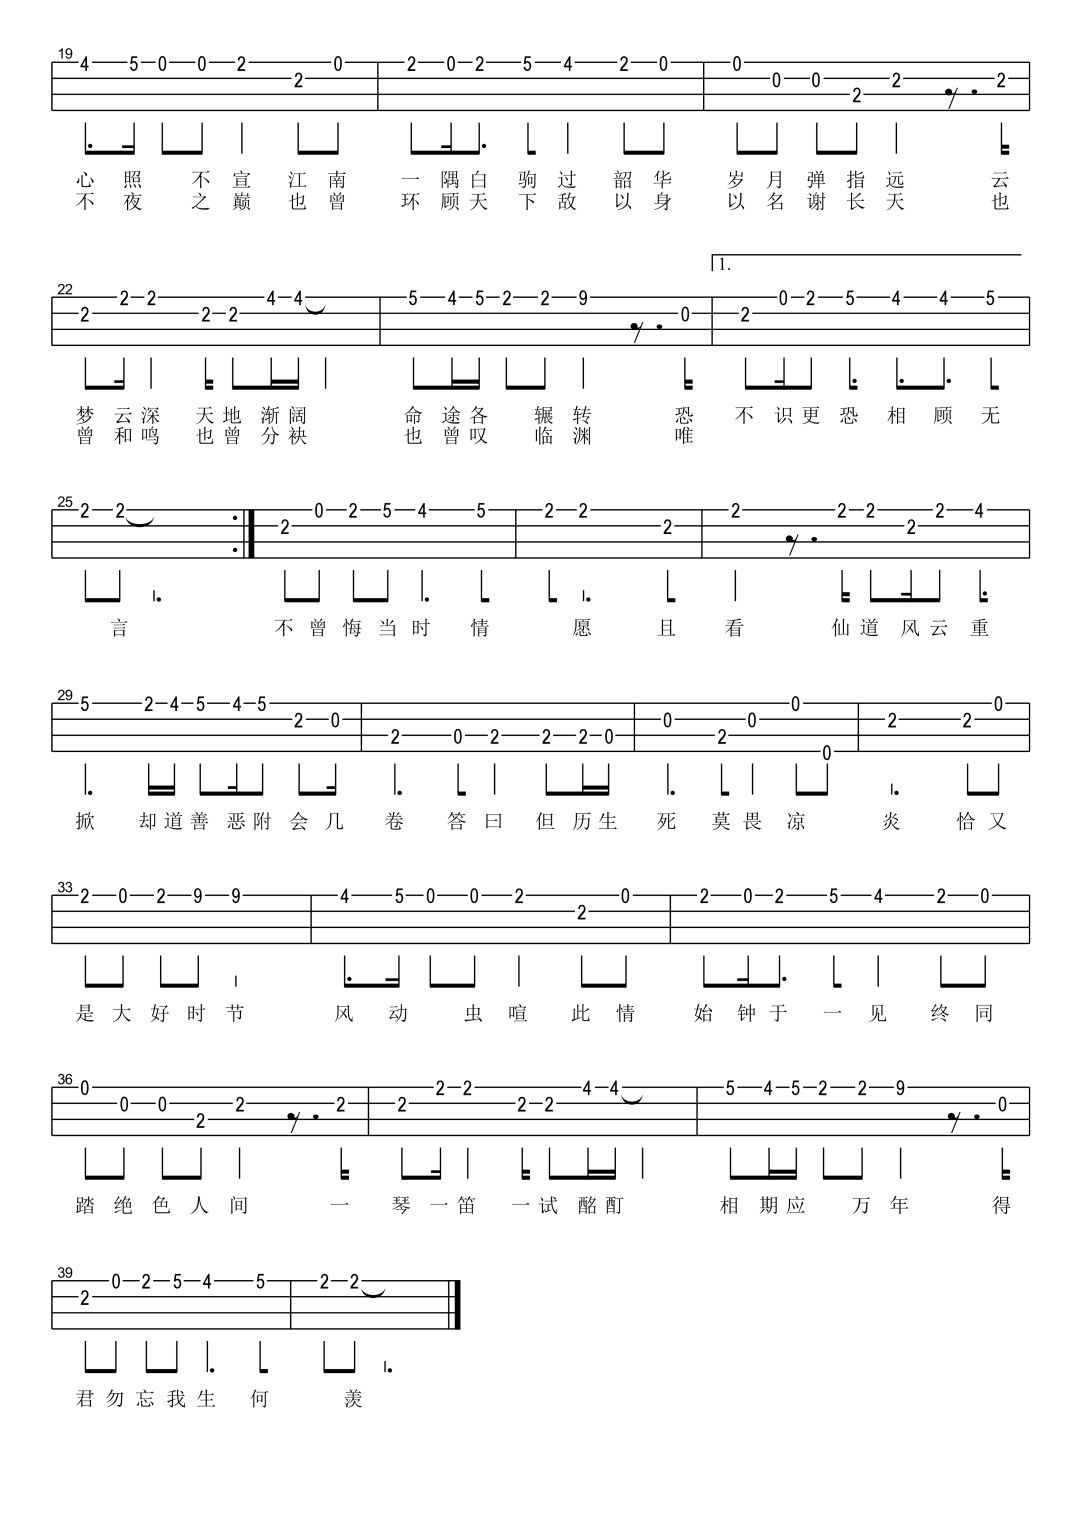 19
4 5 0 0 2 2 0 2 0 2 5 4 2 0 0 0 0 2 2 2
心 照 不 宣 江 南 一 隅 白 驹 过 韶 华 岁 月 弹 指 远 云
不 夜 之 巅 也 曾 环 顾 天 下 敌 以 身 以 名 谢 长 天 也
1.
22
2 2 2 2 2 4 4 5 4 5 2 2 9 0 2 0 2 5 4 4 5
梦 云 深 天 地 渐 阔 命 途 各 辗 转 恐 不 识 更 恐 相 顾 无
曾 和 鸣 也 曾 分 袂 也 曾 叹 临 渊 唯
25
2 2 2 0 2 5 4 5 2 2 2 2 2 2 2 2 4
言 不 曾 悔 当 时 情 愿 且 看 仙 道 风 云 重
29
5 2 4 5 4 5 2 0 2 0 2 2 2 0 0 2 0 0 0 2 2 0
掀 却 道 善 恶 附 会 几 卷 答 曰 但 历 生 死 莫 畏 凉 炎 恰 又
33
2 0 2 9 9 4 5 0 0 2 2 0 2 0 2 5 4 2 0
是 大 好 时 节 风 动 虫 喧 此 情 始 钟 于 一 见 终 同
36
0 0 0 2 2 2 2 2 2 2 2 4 4 5 4 5 2 2 9 0
踏 绝 色 人 间 一 琴 一 笛 一 试 酩 酊 相 期 应 万 年 得
39
2 0 2 5 4 5 2 2
君 勿 忘 我 生 何 羡